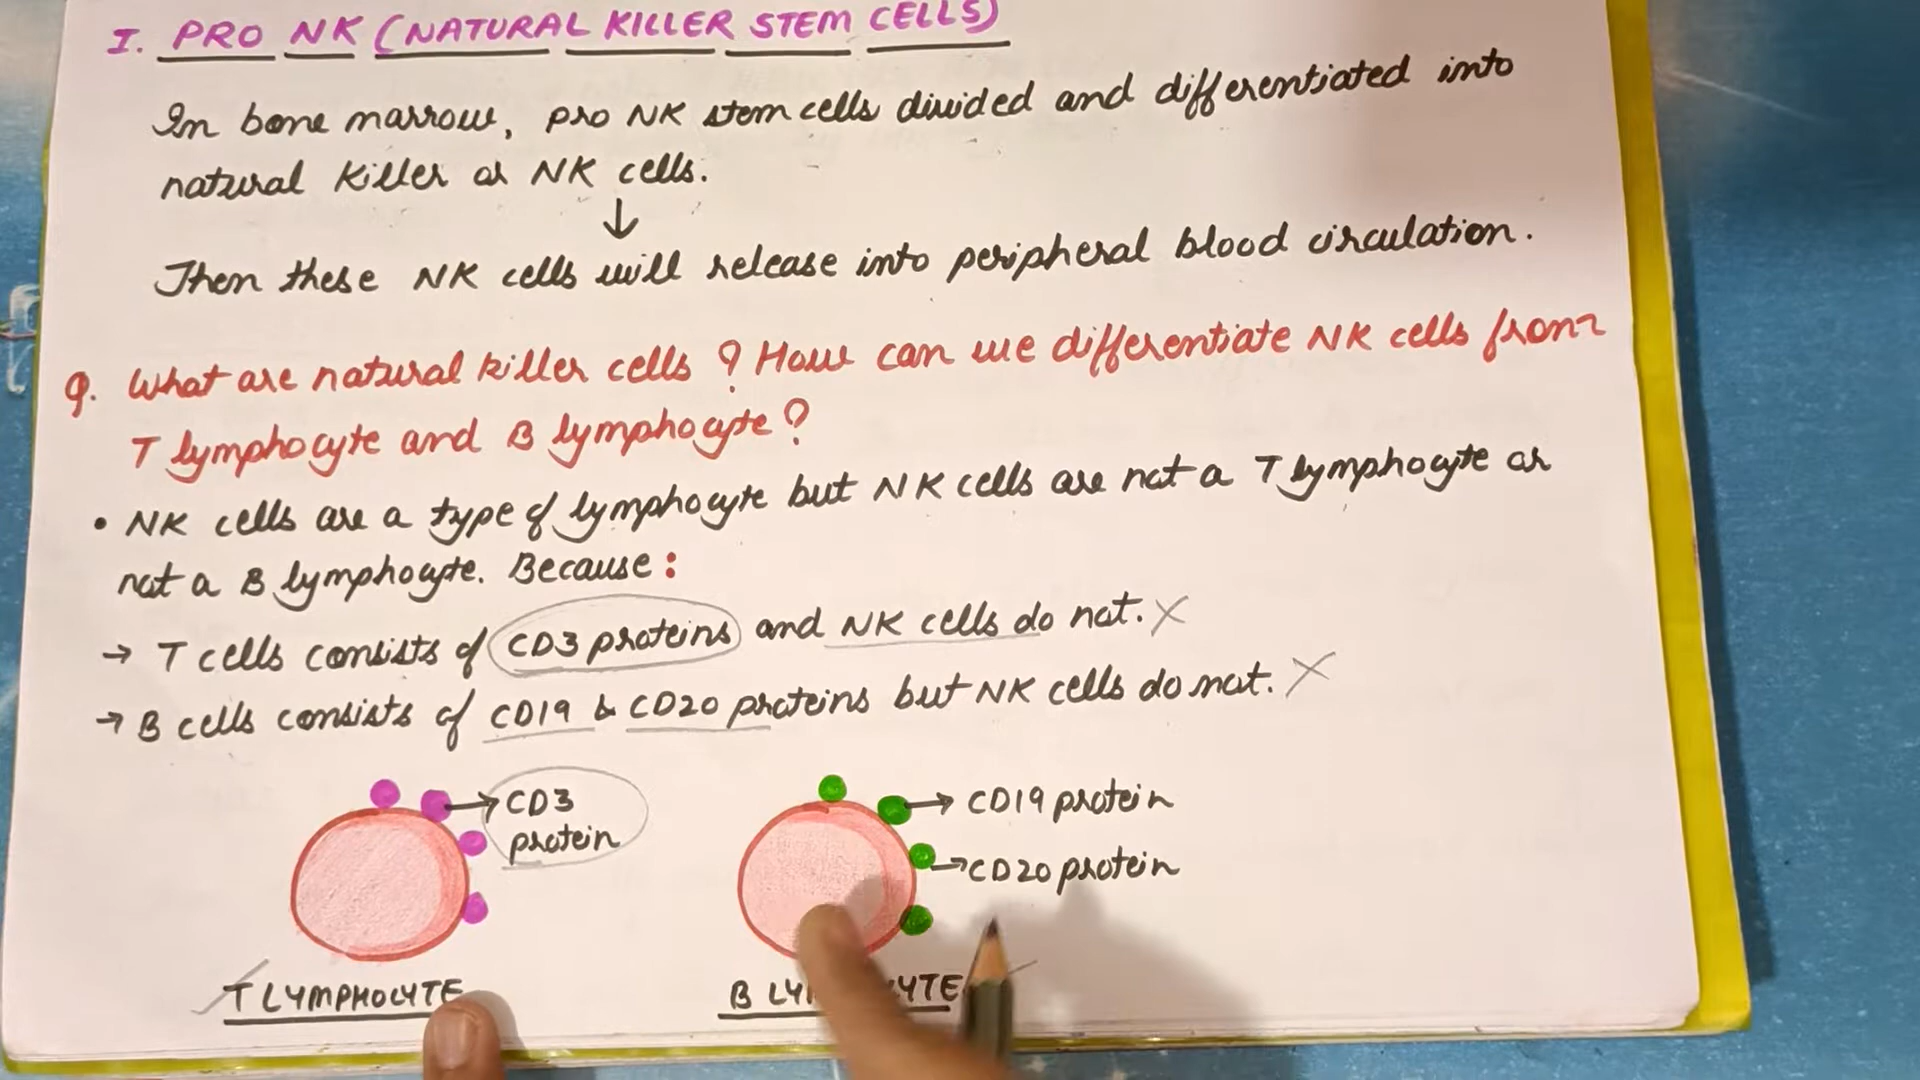 I. PRO NK (NATURAL KILLER STEM CELLS)
In bone marrow, pro NK stem cells divided and differentiated into
natural killer or NK cells.
↓
Then these NK cells will release into peripheral blood circulation.
Q. What are natural killer cells? How can we differentiate NK cells from
T lymphocyte and B lymphocyte?
• NK cells are a type of lymphocyte but NK cells are not a T lymphocyte or
not a B lymphocyte. Because:
→ T cells consists of CD3 proteins and NK cells do not. X
→ B cells consists of CD19 & CD20 proteins but NK cells do not. X
→ CD3
protein
→ CD19 protein
→ CD20 protein
T LYMPHOCYTE
B